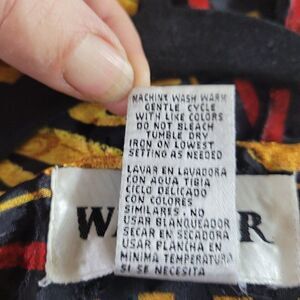 MACHINE WASH WARM
GENTLE CYCLE
WITH LIKE COLORS
DO NOT BLEACH
TUMBLE DRY
IRON ON LOWEST
SETTING AS NEEDED
LAVAR EN LAVADORA
CON AGUA TIBIA
CICLO DELICADO
CON COLORES
SIMILARES. NO
USAR BLANQUEADOR
SECAR EN SECADORA
USAR PLANCHA EN
MINIMA TEMPERATURA
SI SE NECESITA
W R